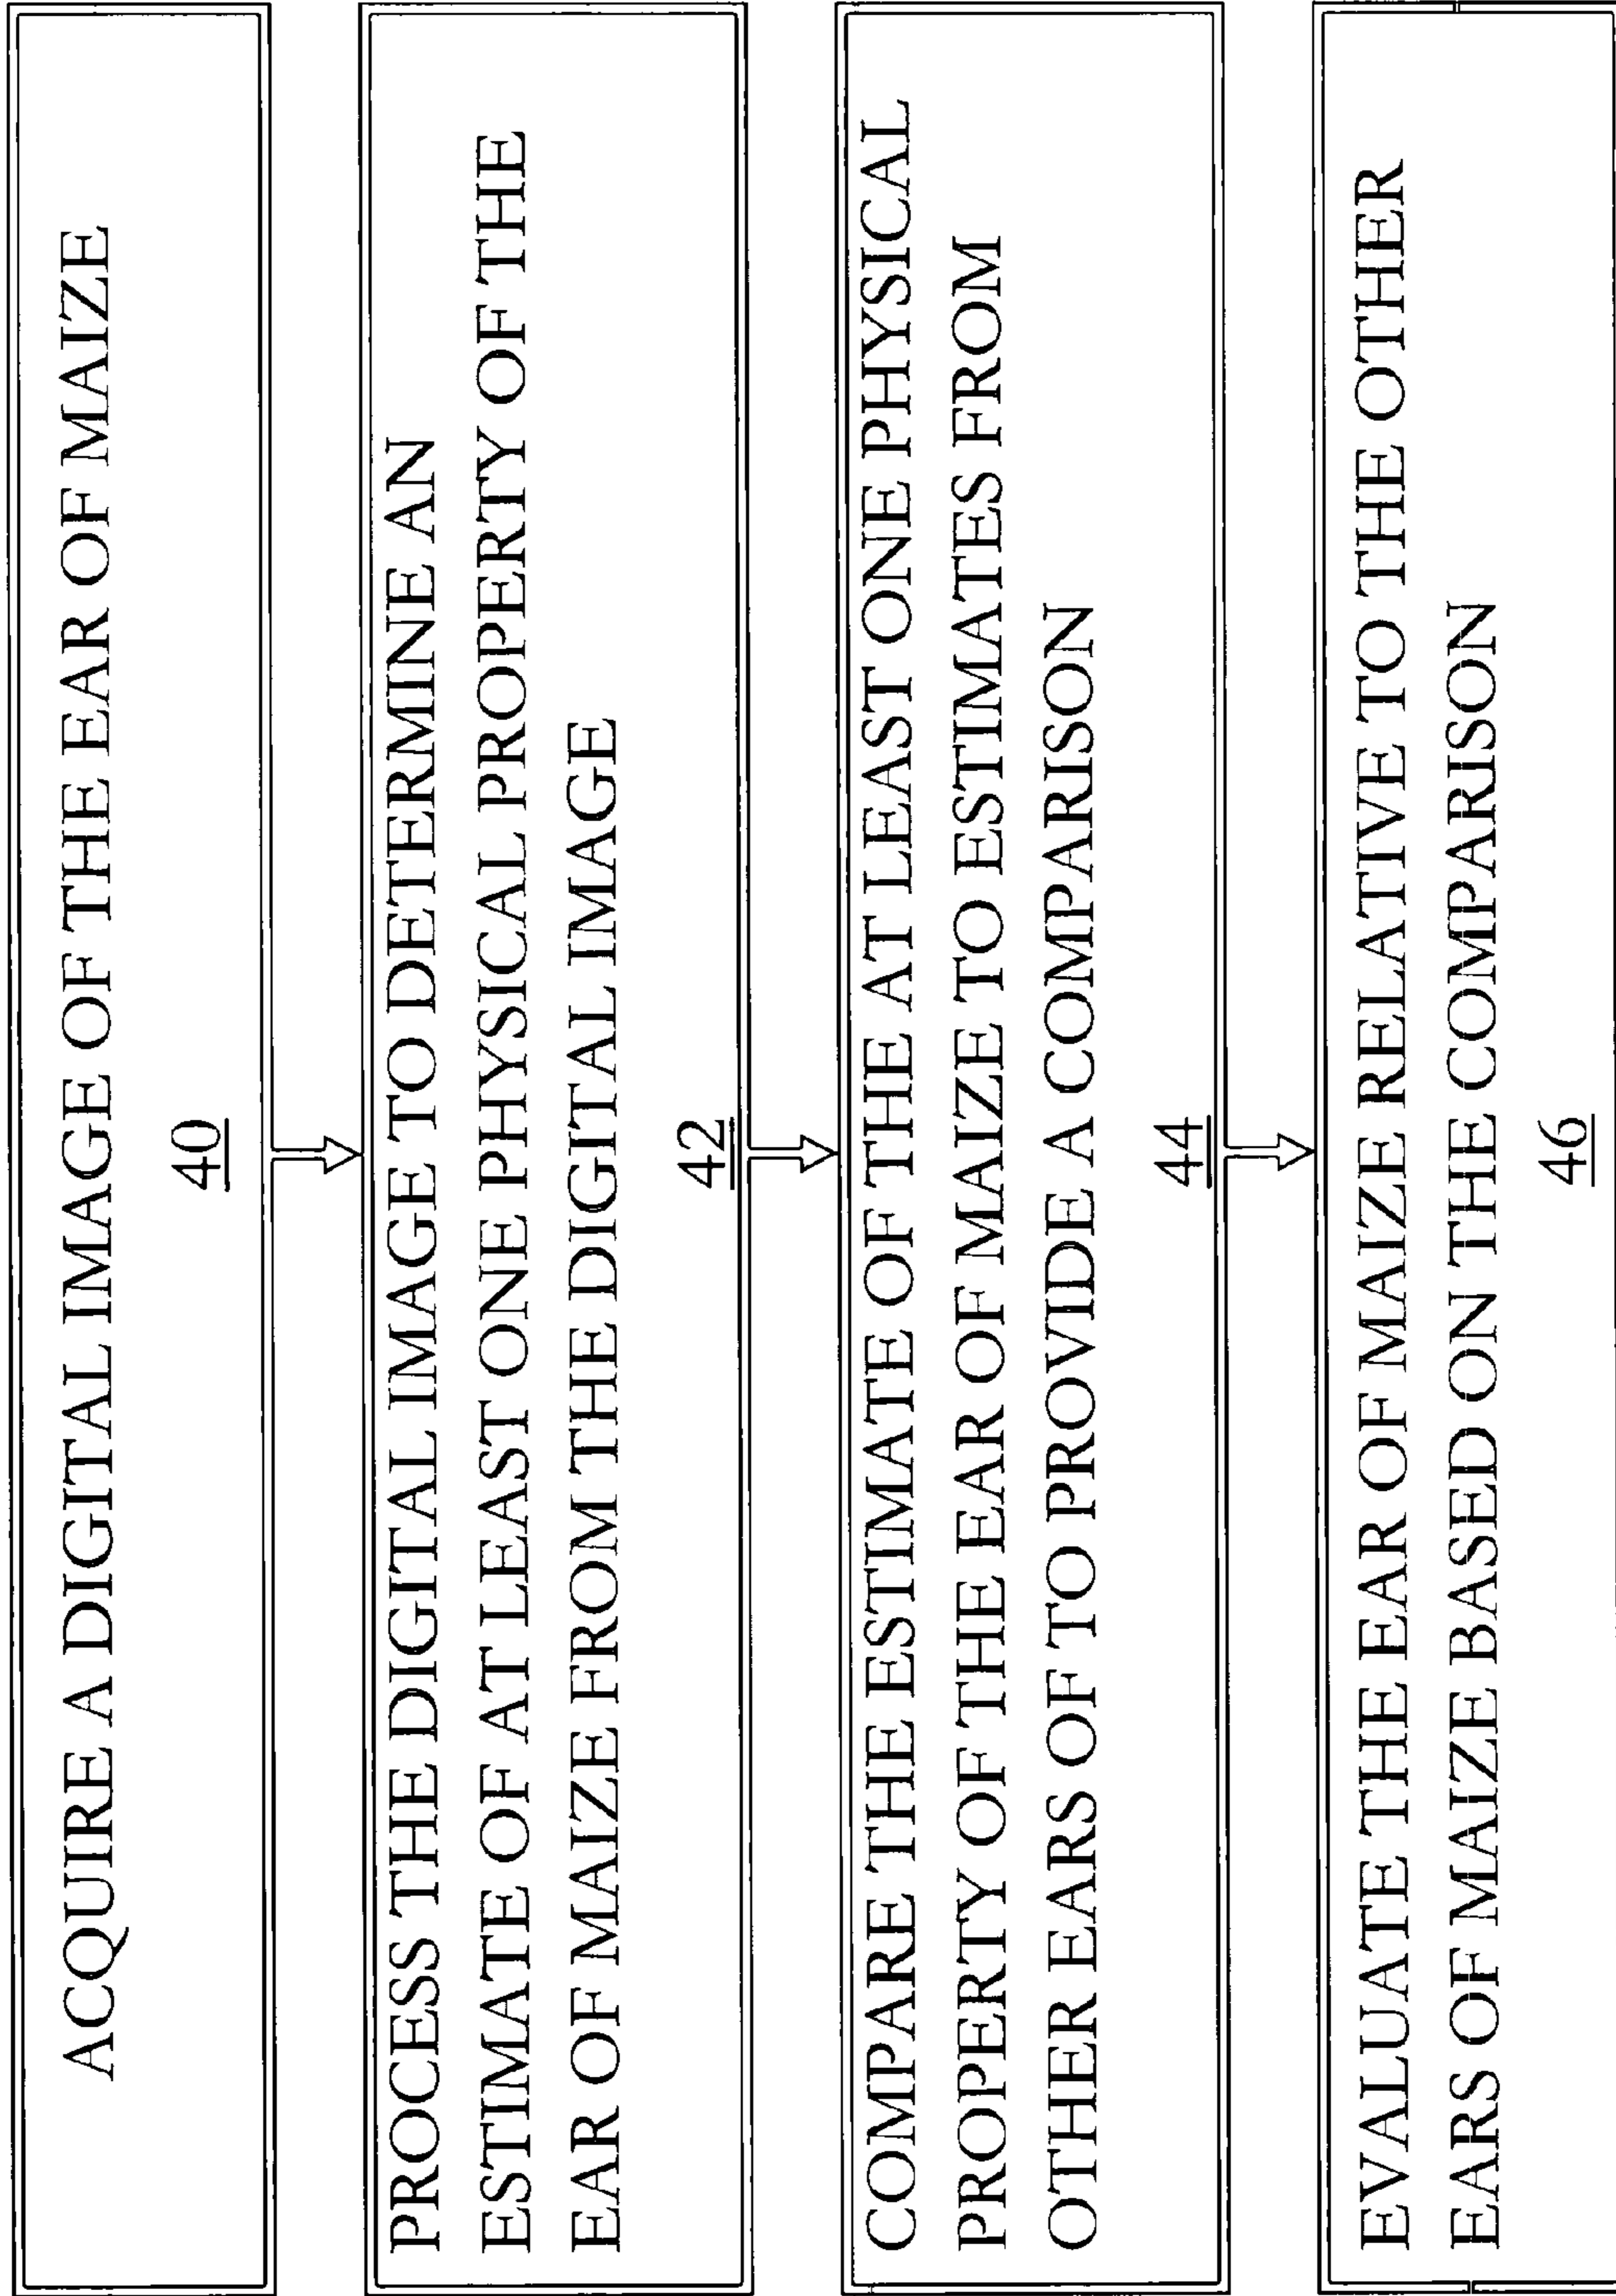 ACQUIRE A DIGITAL IMAGE OF THE EAR OF MAIZE
40
PROCESS THE DIGITAL IMAGE TO DETERMINE AN
ESTIMATE OF AT LEAST ONE PHYSICAL PROPERTY OF THE
EAR OF MAIZE FROM THE DIGITAL IMAGE
42
COMPARE THE ESTIMATE OF THE AT LEAST ONE PHYSICAL
PROPERTY OF THE EAR OF MAIZE TO ESTIMATES FROM
OTHER EARS OF TO PROVIDE A COMPARISON
44
EVALUATE THE EAR OF MAIZE RELATIVE TO THE OTHER
EARS OF MAIZE BASED ON THE COMPARISON
46